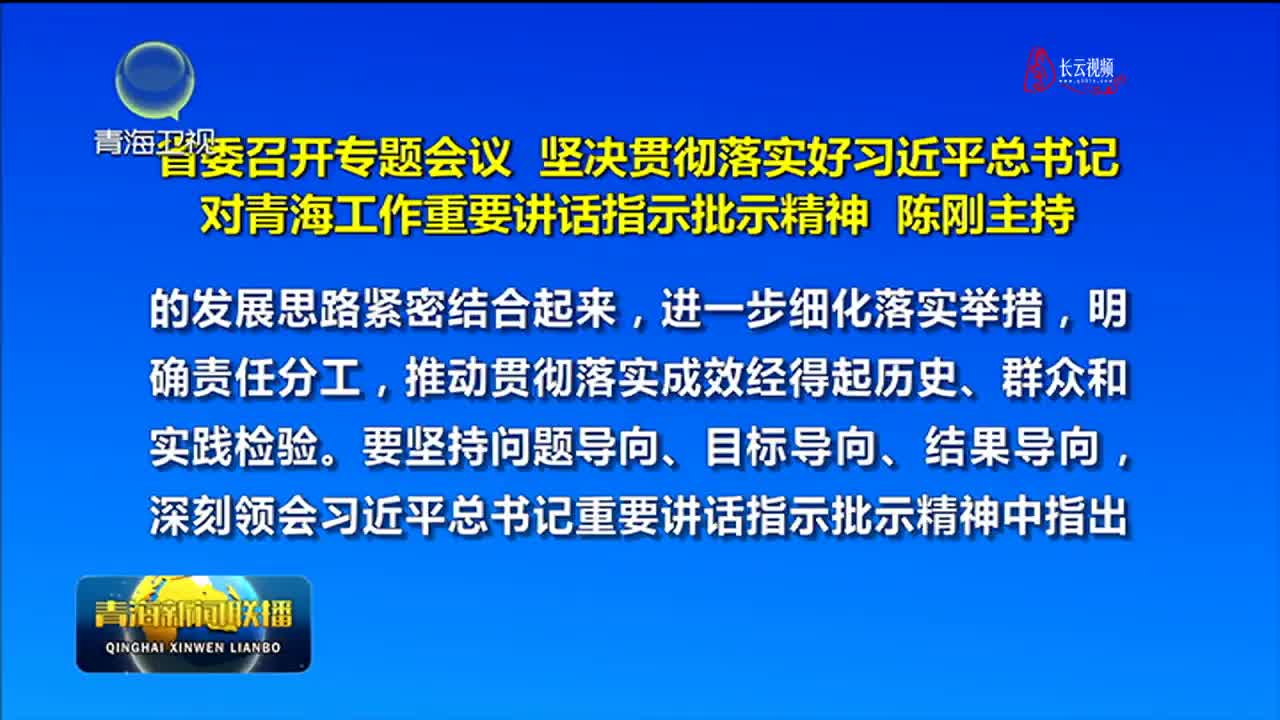 长云视频
青海卫视
省委召开专题会议 坚决贯彻落实好习近平总书记
对青海工作重要讲话指示批示精神 陈刚主持
的发展思路紧密结合起来，进一步细化落实举措，明
确责任分工，推动贯彻落实成效经得起历史、群众和
实践检验。要坚持问题导向、目标导向、结果导向，
深刻领会习近平总书记重要讲话指示批示精神中指出
青海新闻联播
QINGHAI XINWEN LIANBO